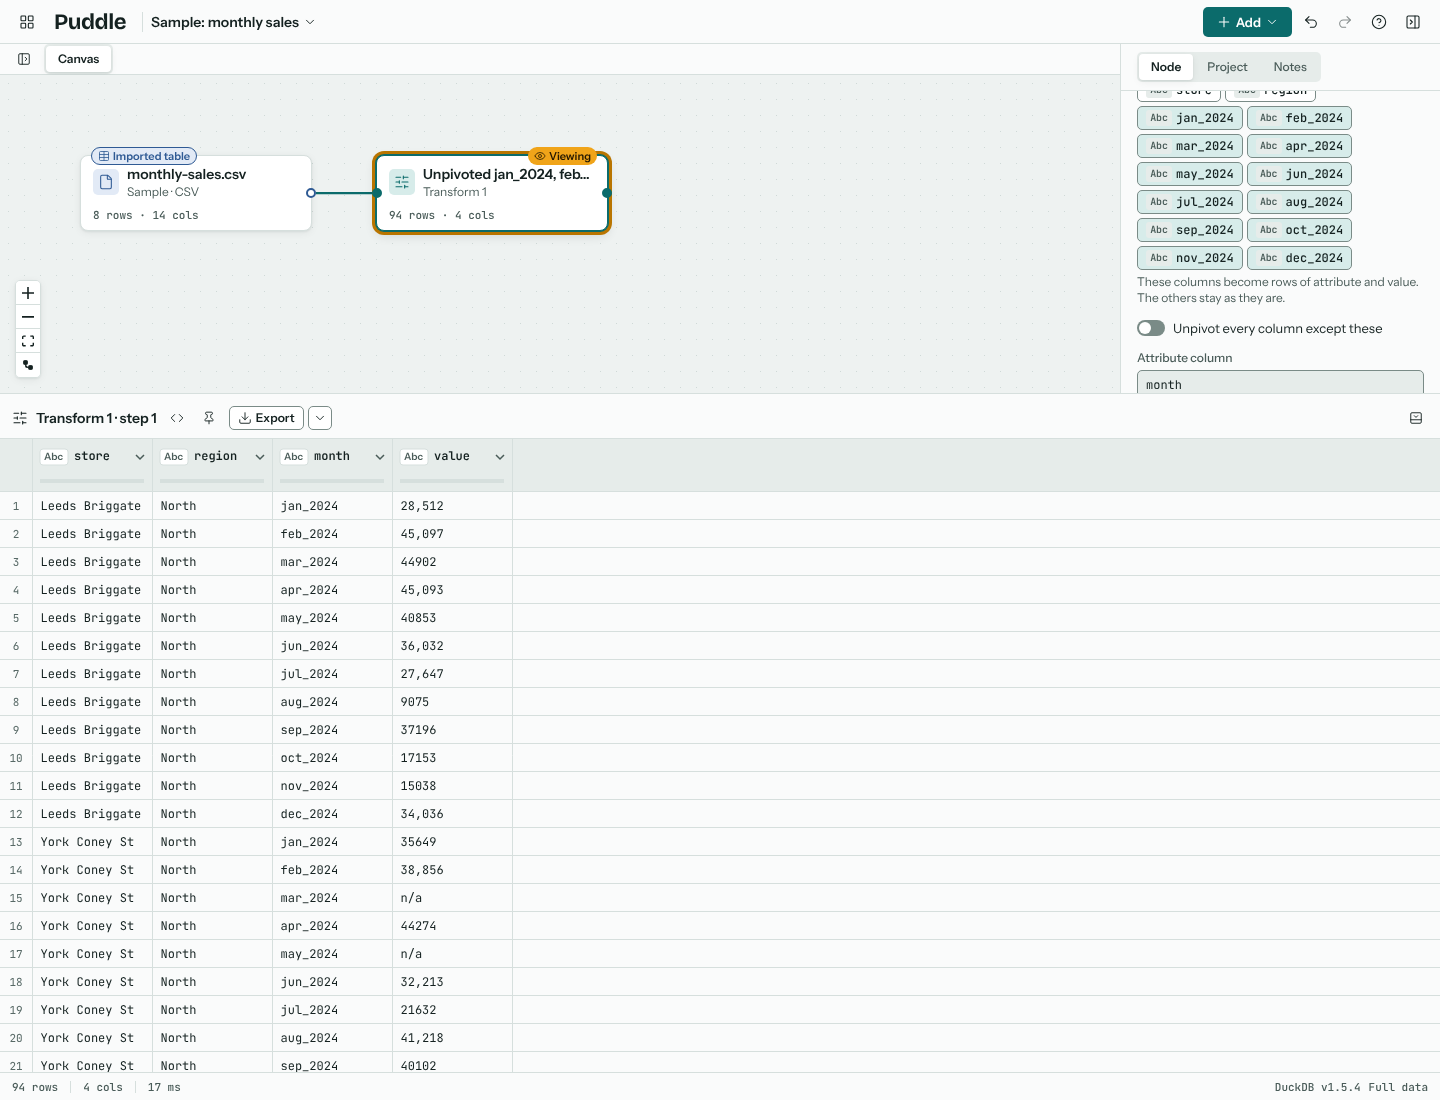 Puddle
Sample: monthly sales
Add
Canvas
Node
Project
Notes
Imported table
monthly-sales.csv
Sample · CSV
8 rows · 14 cols
Viewing
Unpivoted jan_2024, feb...
Transform 1
94 rows · 4 cols
Abc store
Abc region
Abc jan_2024
Abc feb_2024
Abc mar_2024
Abc apr_2024
Abc may_2024
Abc jun_2024
Abc jul_2024
Abc aug_2024
Abc sep_2024
Abc oct_2024
Abc nov_2024
Abc dec_2024
These columns become rows of attribute and value.
The others stay as they are.
Unpivot every column except these
Attribute column
month
Transform 1 · step 1
Export
Abc store Abc region Abc month Abc value
1 Leeds Briggate North jan_2024 28,512
2 Leeds Briggate North feb_2024 45,097
3 Leeds Briggate North mar_2024 44902
4 Leeds Briggate North apr_2024 45,093
5 Leeds Briggate North may_2024 40853
6 Leeds Briggate North jun_2024 36,032
7 Leeds Briggate North jul_2024 27,647
8 Leeds Briggate North aug_2024 9075
9 Leeds Briggate North sep_2024 37196
10 Leeds Briggate North oct_2024 17153
11 Leeds Briggate North nov_2024 15038
12 Leeds Briggate North dec_2024 34,036
13 York Coney St North jan_2024 35649
14 York Coney St North feb_2024 38,856
15 York Coney St North mar_2024 n/a
16 York Coney St North apr_2024 44274
17 York Coney St North may_2024 n/a
18 York Coney St North jun_2024 32,213
19 York Coney St North jul_2024 21632
20 York Coney St North aug_2024 41,218
21 York Coney St North sep_2024 40102
94 rows
4 cols
17 ms
DuckDB v1.5.4 Full data